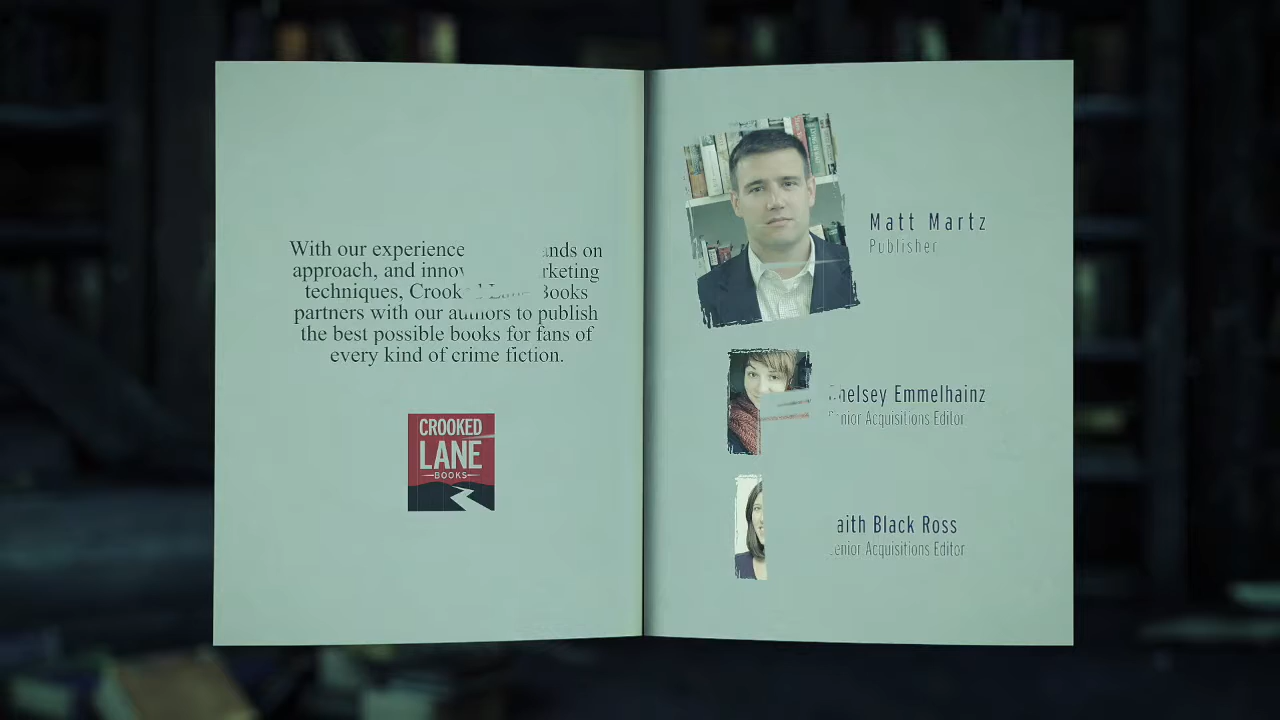 With our experience ands on
approach, and innov rketing
techniques, Crook Books
partners with our authors to publish
the best possible books for fans of
every kind of crime fiction.
CROOKED
LANE
BOOKS
Matt Martz
Publisher
helsey Emmelhainz
enior Acquisitions Editor
aith Black Ross
enior Acquisitions Editor